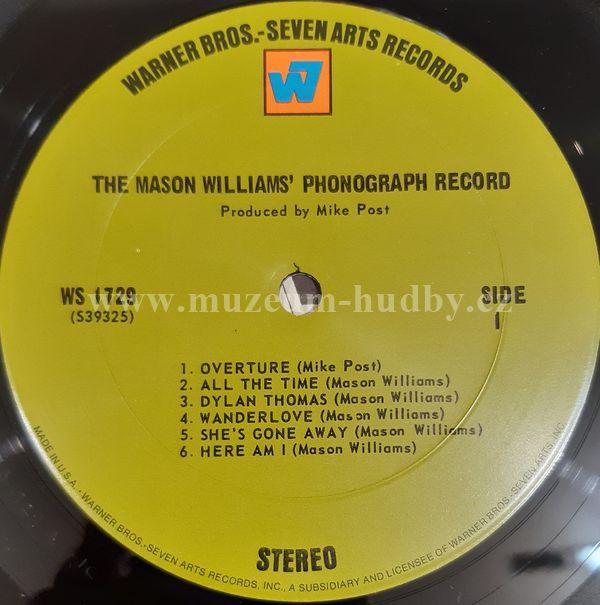 WARNER BROS.-SEVEN ARTS RECORDS
W7
THE MASON WILLIAMS' PHONOGRAPH RECORD
Produced by Mike Post
WS 1729
(S39325)
SIDE
1
www.muzeum-hudby.cz
1. OVERTURE (Mike Post)
2. ALL THE TIME (Mason Williams)
3. DYLAN THOMAS (Mason Williams)
4. WANDERLOVE (Mason Williams)
5. SHE'S GONE AWAY (Mason Williams)
6. HERE AM I (Mason Williams)
STEREO
MADE IN U.S.A. - WARNER BROS.-SEVEN ARTS RECORDS, INC., A SUBSIDIARY AND LICENSEE OF WARNER BROS.-SEVEN ARTS, INC.